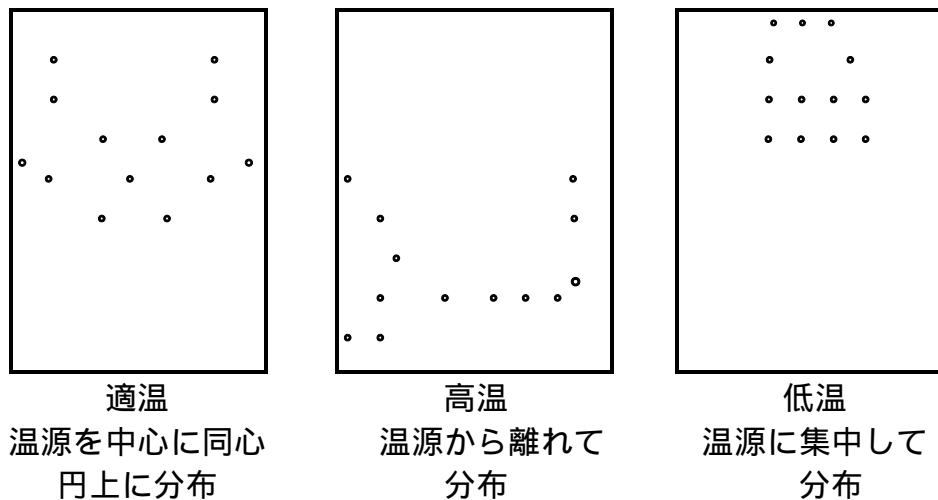 適温
温源を中心に同心
円上に分布
高温
温源から離れて
分布
低温
温源に集中して
分布